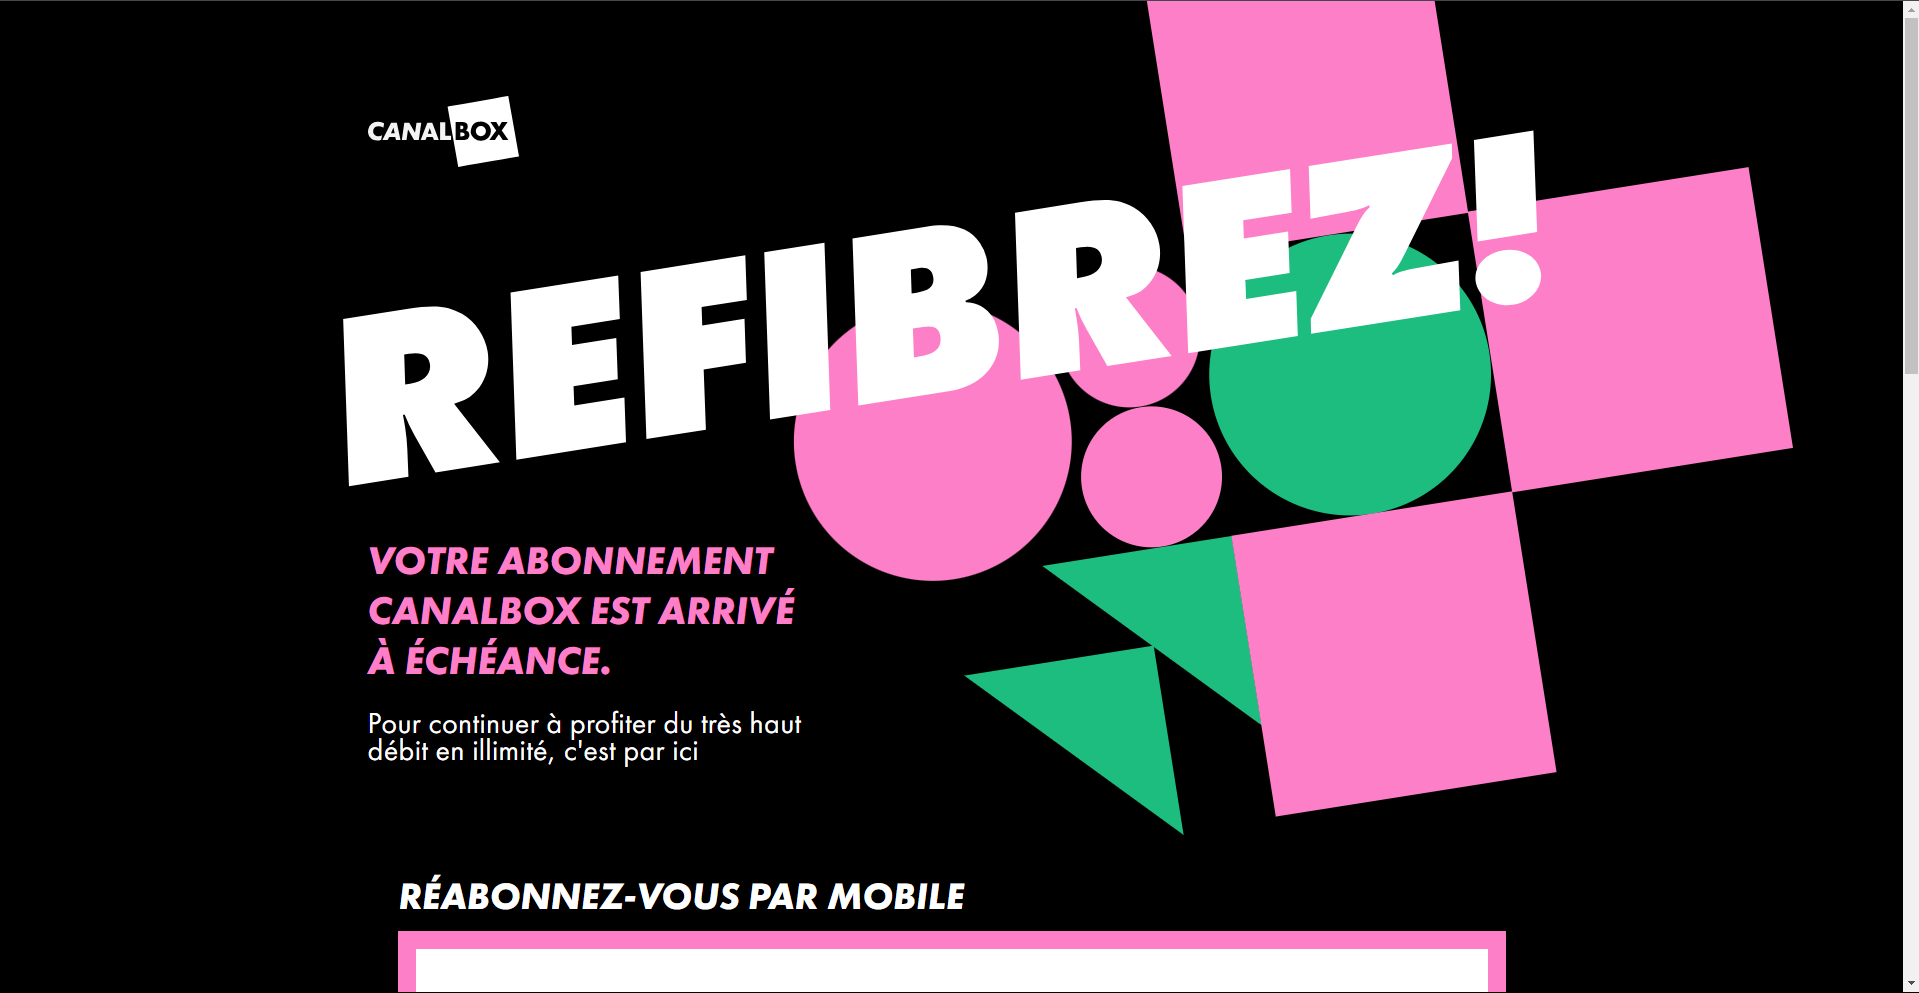 CANALBOX
REFIBREZ!
VOTRE ABONNEMENT
CANALBOX EST ARRIVÉ
À ÉCHÉANCE.
Pour continuer à profiter du très haut
débit en illimité, c'est par ici
RÉABONNEZ-VOUS PAR MOBILE